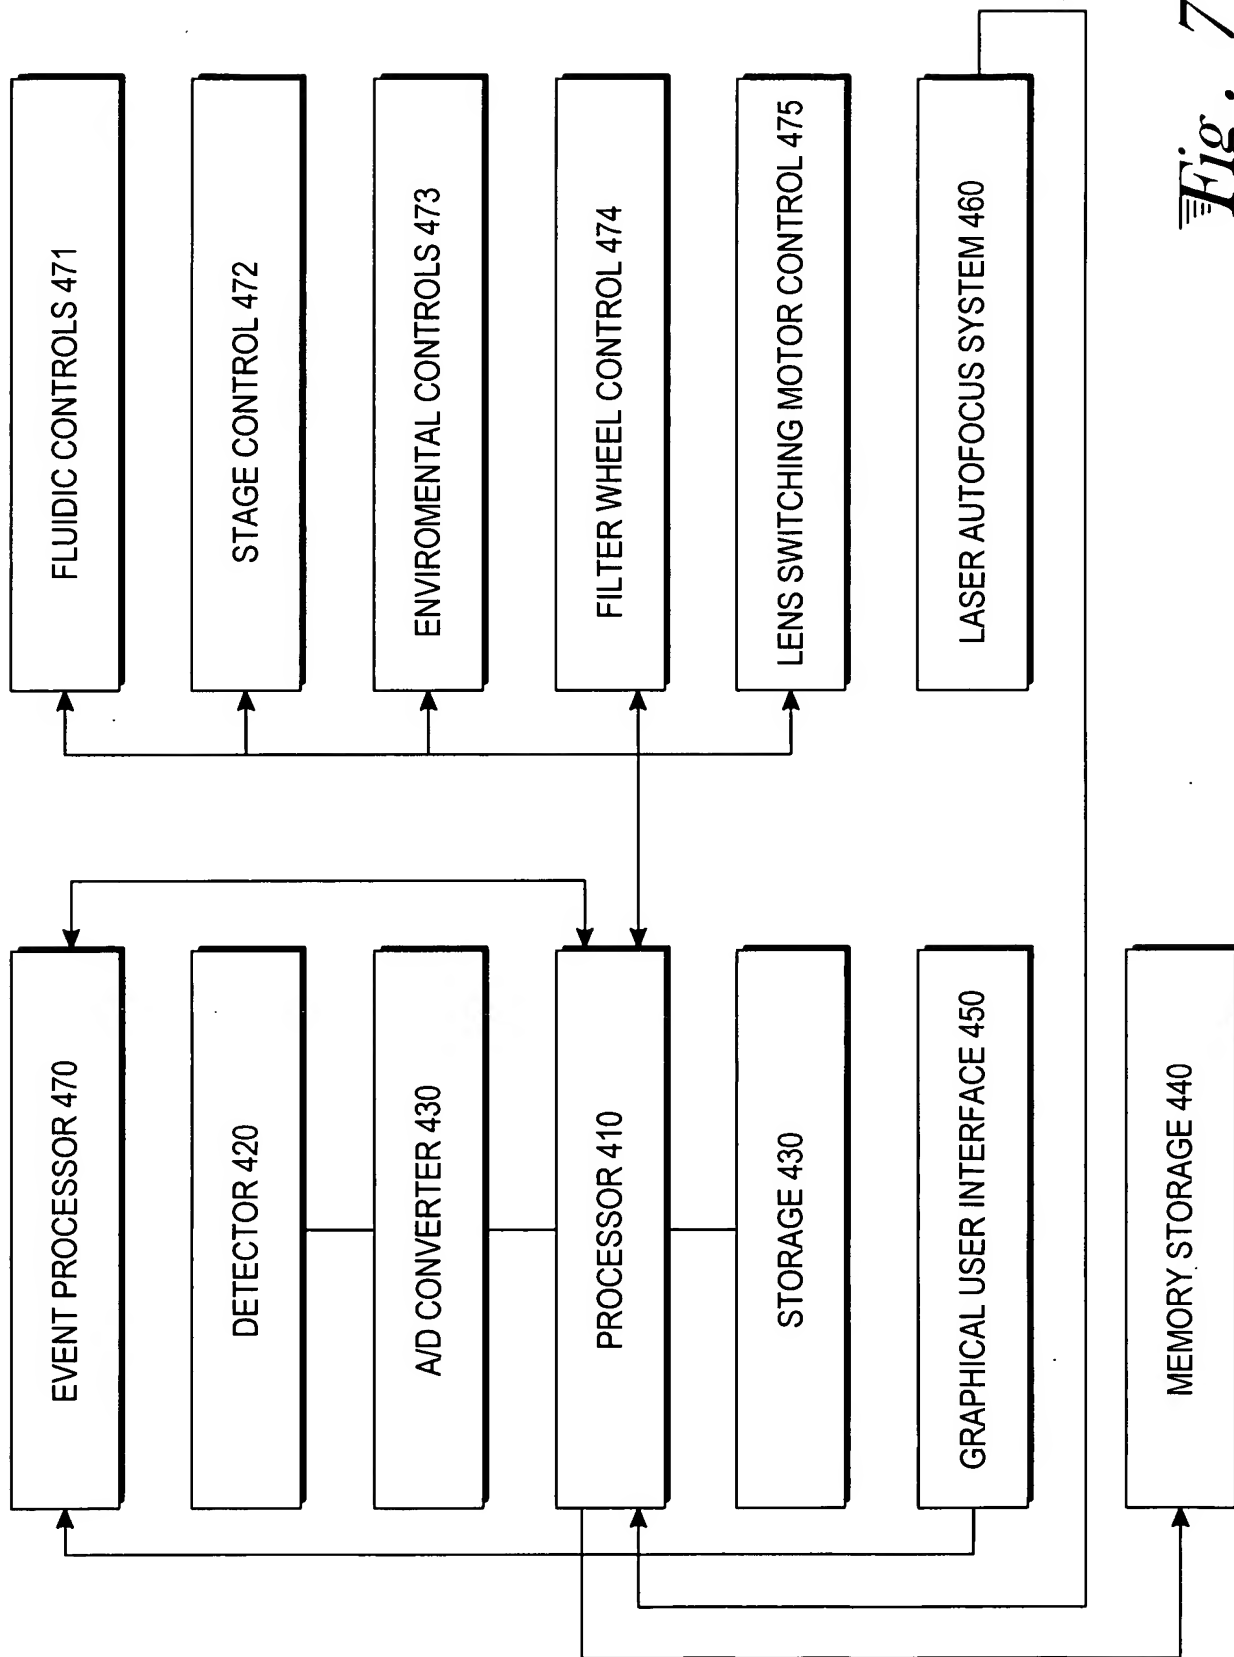 EVENT PROCESSOR 470
DETECTOR 420
A/D CONVERTER 430
PROCESSOR 410
STORAGE 430
GRAPHICAL USER INTERFACE 450
MEMORY STORAGE 440
FLUIDIC CONTROLS 471
STAGE CONTROL 472
ENVIROMENTAL CONTROLS 473
FILTER WHEEL CONTROL 474
LENS SWITCHING MOTOR CONTROL 475
LASER AUTOFOCUS SYSTEM 460
Fig. 7